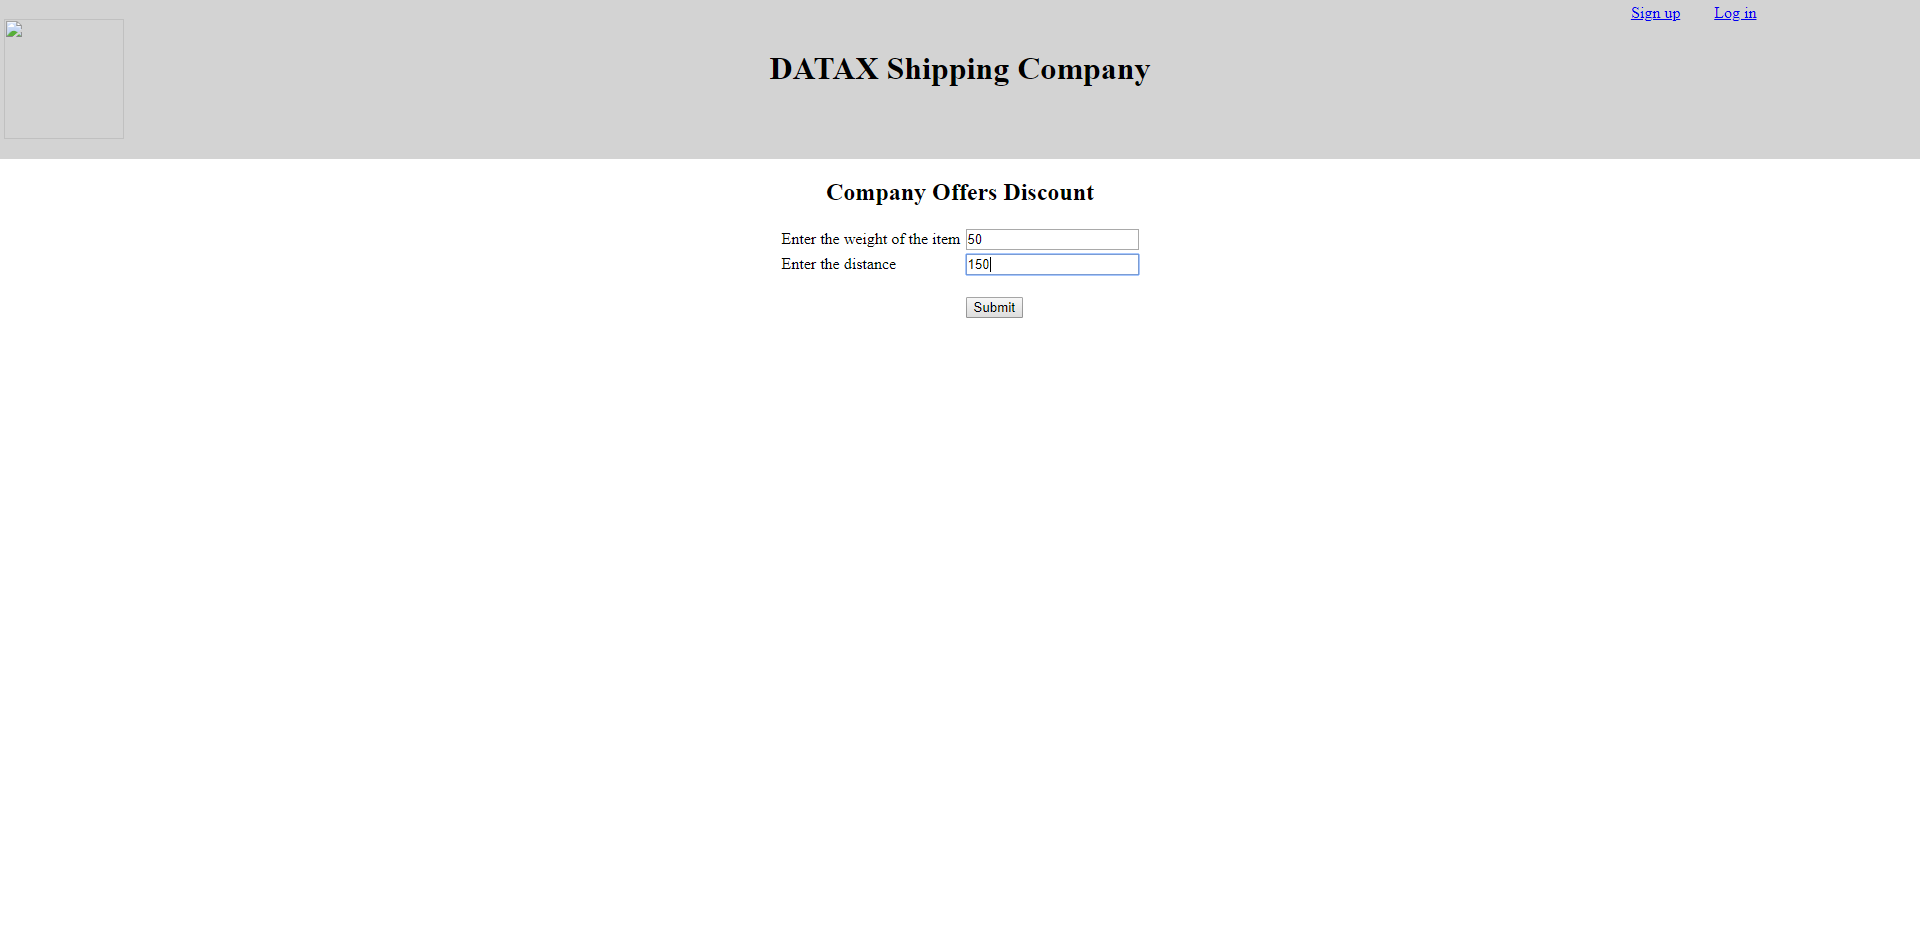 Sign up Log in
DATAX Shipping Company
Company Offers Discount
Enter the weight of the item 50
Enter the distance 150
Submit